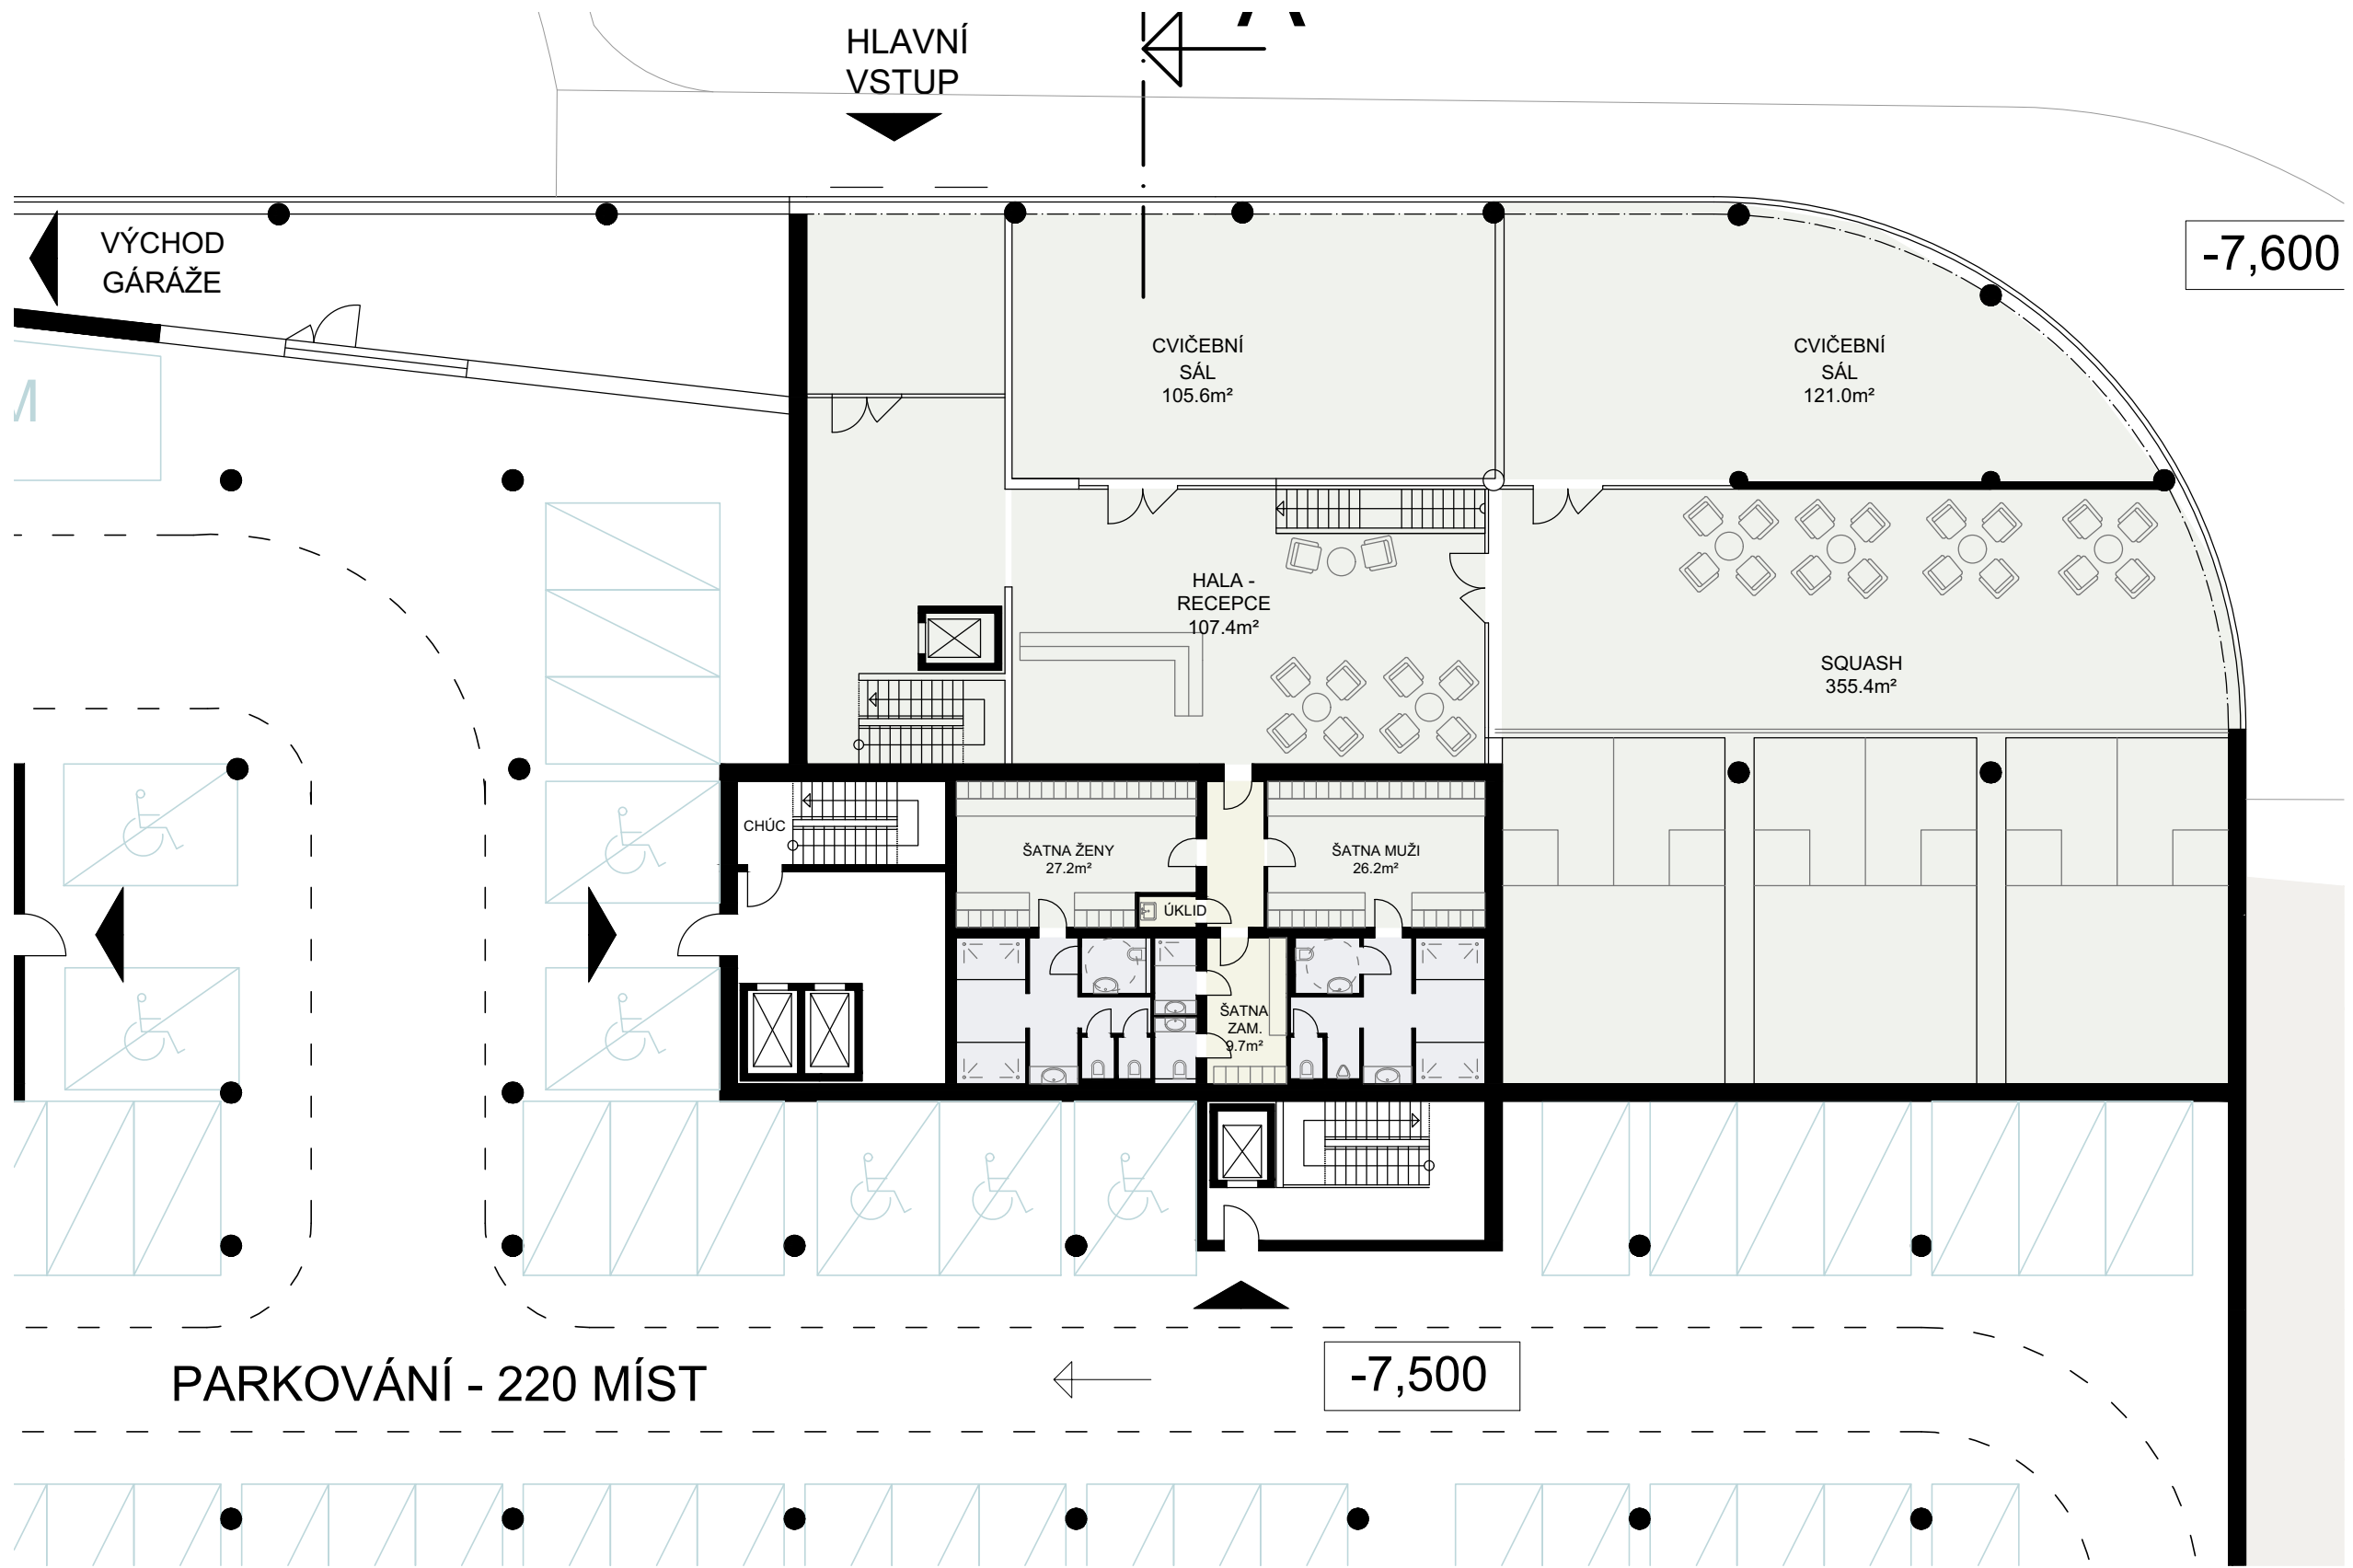 HLAVNÍ
VSTUP
VÝCHOD
GÁRÁŽE
-7,600
CVIČEBNÍ
SÁL
105.6m²
CVIČEBNÍ
SÁL
121.0m²
M
HALA -
RECEPCE
107.4m²
SQUASH
355.4m²
CHÚC
ŠATNA ŽENY
27.2m²
ŠATNA MUŽI
26.2m²
ÚKLID
ŠATNA
ZAM.
9.7m²
PARKOVÁNÍ - 220 MÍST
-7,500